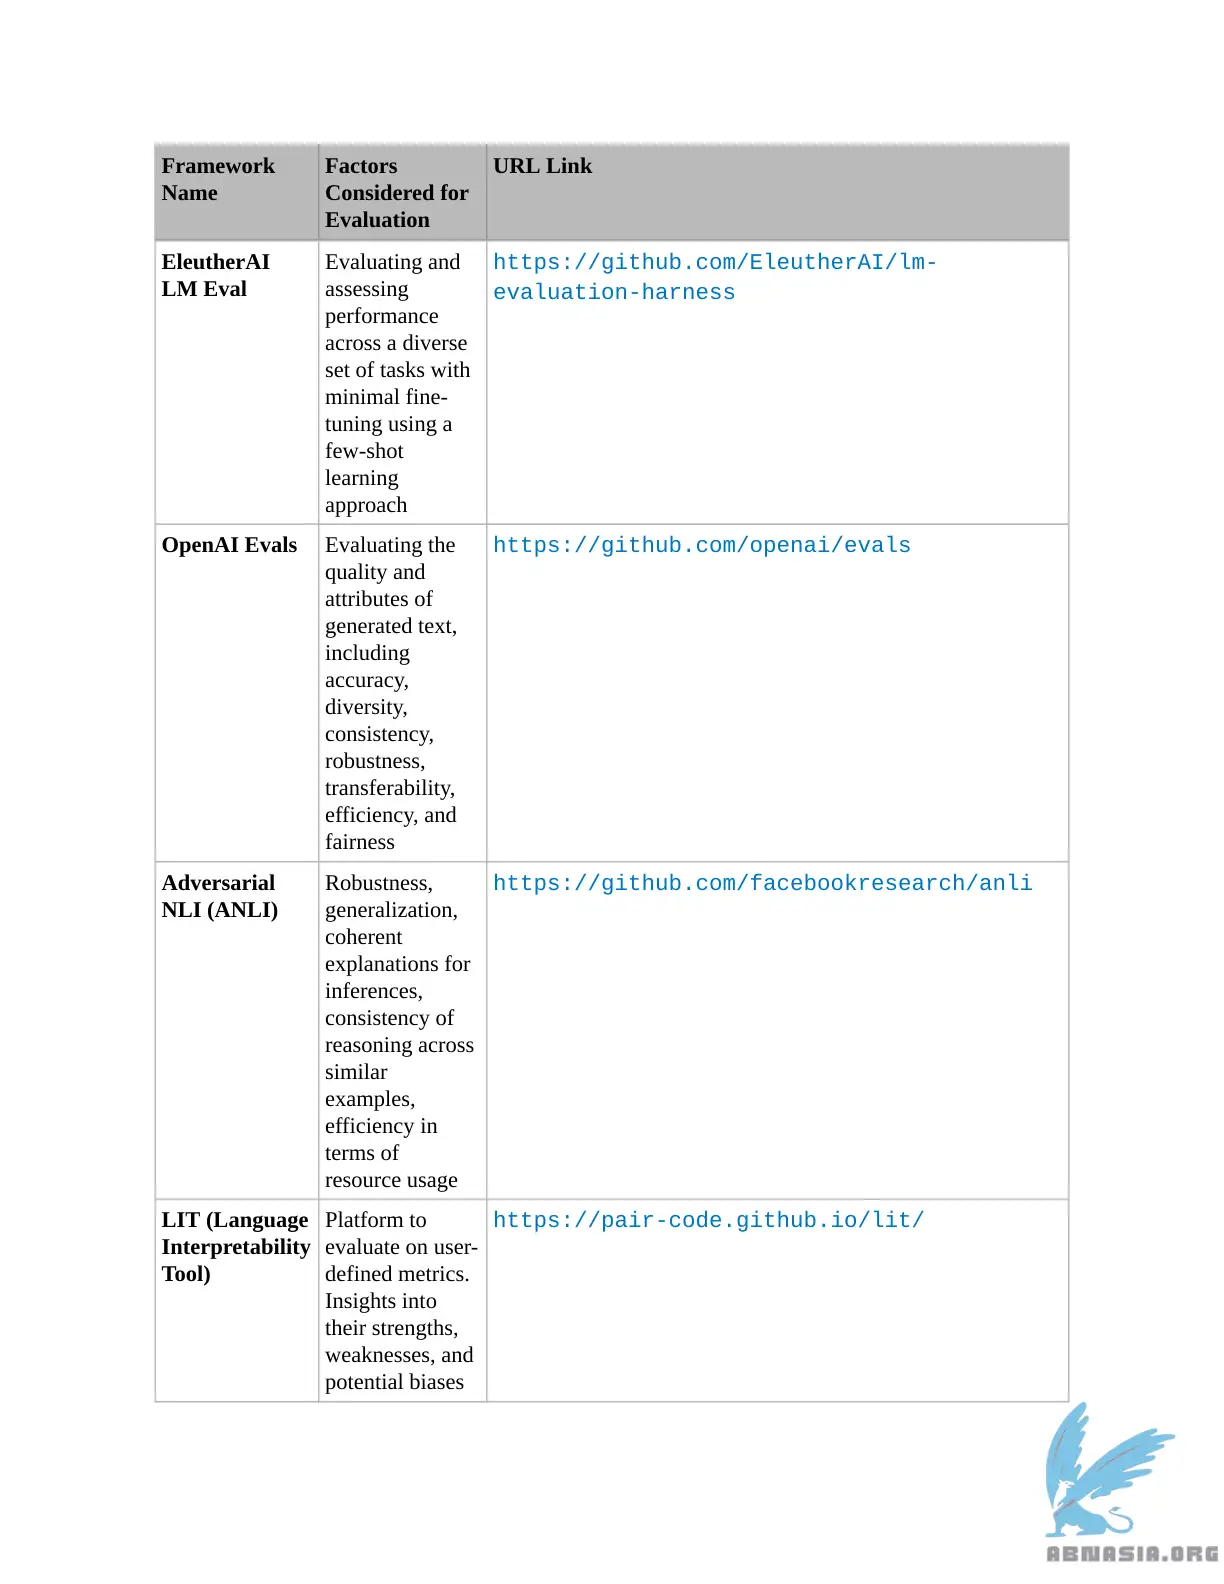 Framework
Name
Factors
Considered for
Evaluation
URL Link
EleutherAI
LM Eval
Evaluating and
assessing
performance
across a diverse
set of tasks with
minimal fine-
tuning using a
few-shot
learning
approach
https://github.com/EleutherAI/lm-
evaluation-harness
OpenAI Evals
Evaluating the
quality and
attributes of
generated text,
including
accuracy,
diversity,
consistency,
robustness,
transferability,
efficiency, and
fairness
https://github.com/openai/evals
Adversarial
NLI (ANLI)
Robustness,
generalization,
coherent
explanations for
inferences,
consistency of
reasoning across
similar
examples,
efficiency in
terms of
resource usage
https://github.com/facebookresearch/anli
LIT (Language
Interpretability
Tool)
Platform to
evaluate on user-
defined metrics.
Insights into
their strengths,
weaknesses, and
potential biases
https://pair-code.github.io/lit/
ABNASIA.ORG